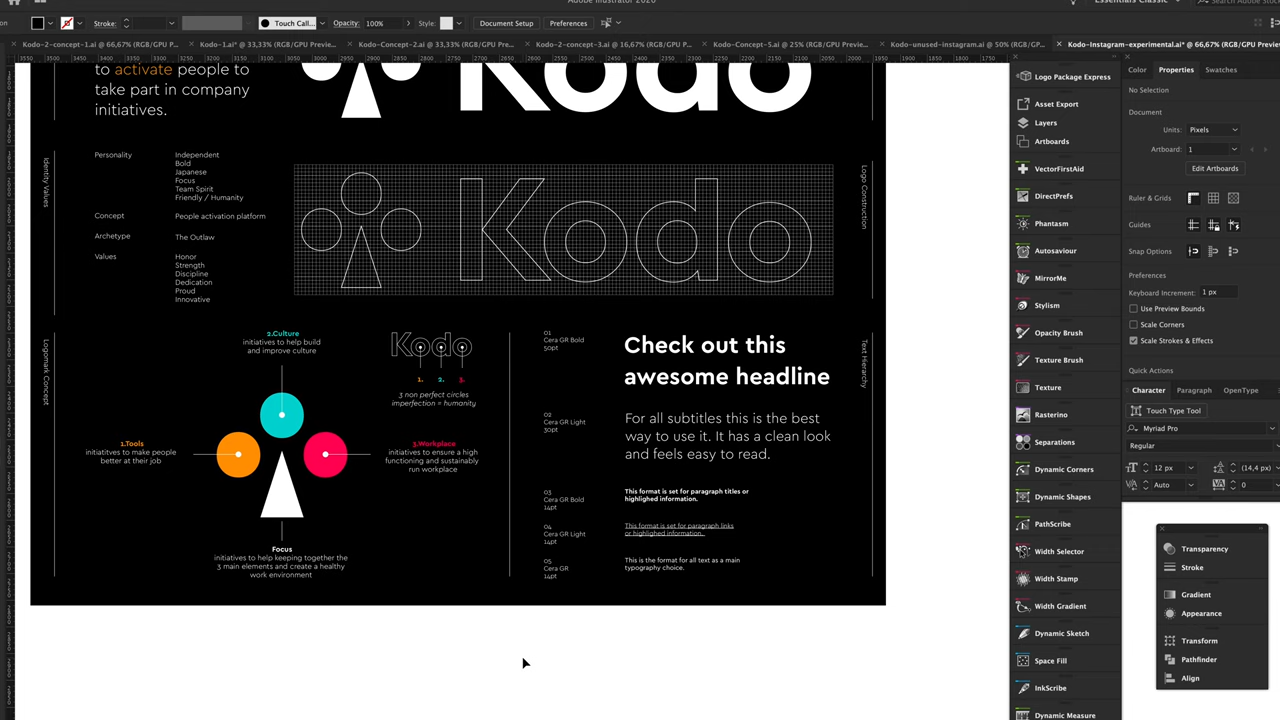 Adobe Illustrator 2020
Essentials Classic
Search Adobe Stoc
on
Stroke:
Touch Call...
Opacity: 100%
Style:
Document Setup
Preferences
Kodo-2-concept-1.ai @ 66,67% (RGB/GPU P...
Kodo-1.ai* @ 33,33% (RGB/GPU Previe...
Kodo-Concept-2.ai @ 33,33% (RGB/GPU Prev...
Kodo-2-concept-3.ai @ 16,67% (RGB/GPU P...
Kodo-Concept-5.ai @ 25% (RGB/GPU Previe...
Kodo-unused-instagram.ai @ 50% (RGB/GP...
Kodo-Instagram-experimental.ai* @ 66,67% (RGB/GPU Previe
to activate people to
take part in company
initiatives.
Kodo
Identity Values
Personality
Independent
Bold
Japanese
Focus
Team Spirit
Friendly / Humanity
Concept
People activation platform
Archetype
The Outlaw
Values
Honor
Strength
Discipline
Dedication
Proud
Innovative
Kodo
Logo Construction
Logomark Concept
2.Culture
initiatives to help build
and improve culture
1.Tools
initiatitves to make people
better at their job
3.Workplace
initiatives to ensure a high
functioning and sustainably
run workplace
Focus
initiatives to help keeping together the
3 main elements and create a healthy
work environment
Kodo
1. 2. 3.
3 non perfect circles
imperfection = humanity
01
Cera GR Bold
50pt
Check out this
awesome headline
Text Hierarchy
02
Cera GR Light
30pt
For all subtitles this is the best
way to use it. It has a clean look
and feels easy to read.
03
Cera GR Bold
14pt
This format is set for paragraph titles or
highlighed information.
04
Cera GR Light
14pt
This format is set for paragraph links
or highlighed information.
05
Cera GR
14pt
This is the format for all text as a main
typography choice.
Logo Package Express
Asset Export
Layers
Artboards
VectorFirstAid
DirectPrefs
Phantasm
Autosaviour
MirrorMe
Stylism
Opacity Brush
Texture Brush
Texture
Rasterino
Separations
Dynamic Corners
Dynamic Shapes
PathScribe
Width Selector
Width Stamp
Width Gradient
Dynamic Sketch
Space Fill
InkScribe
Dynamic Measure
Color
Properties
Swatches
No Selection
Document
Units: Pixels
Artboard: 1
Edit Artboards
Ruler & Grids
Guides
Snap Options
Preferences
Keyboard Increment: 1 px
Use Preview Bounds
Scale Corners
Scale Strokes & Effects
Quick Actions
Character
Paragraph
OpenType
Touch Type Tool
Myriad Pro
Regular
12 px
(14,4 p)
Auto
0
Transparency
Stroke
Gradient
Appearance
Transform
Pathfinder
Align